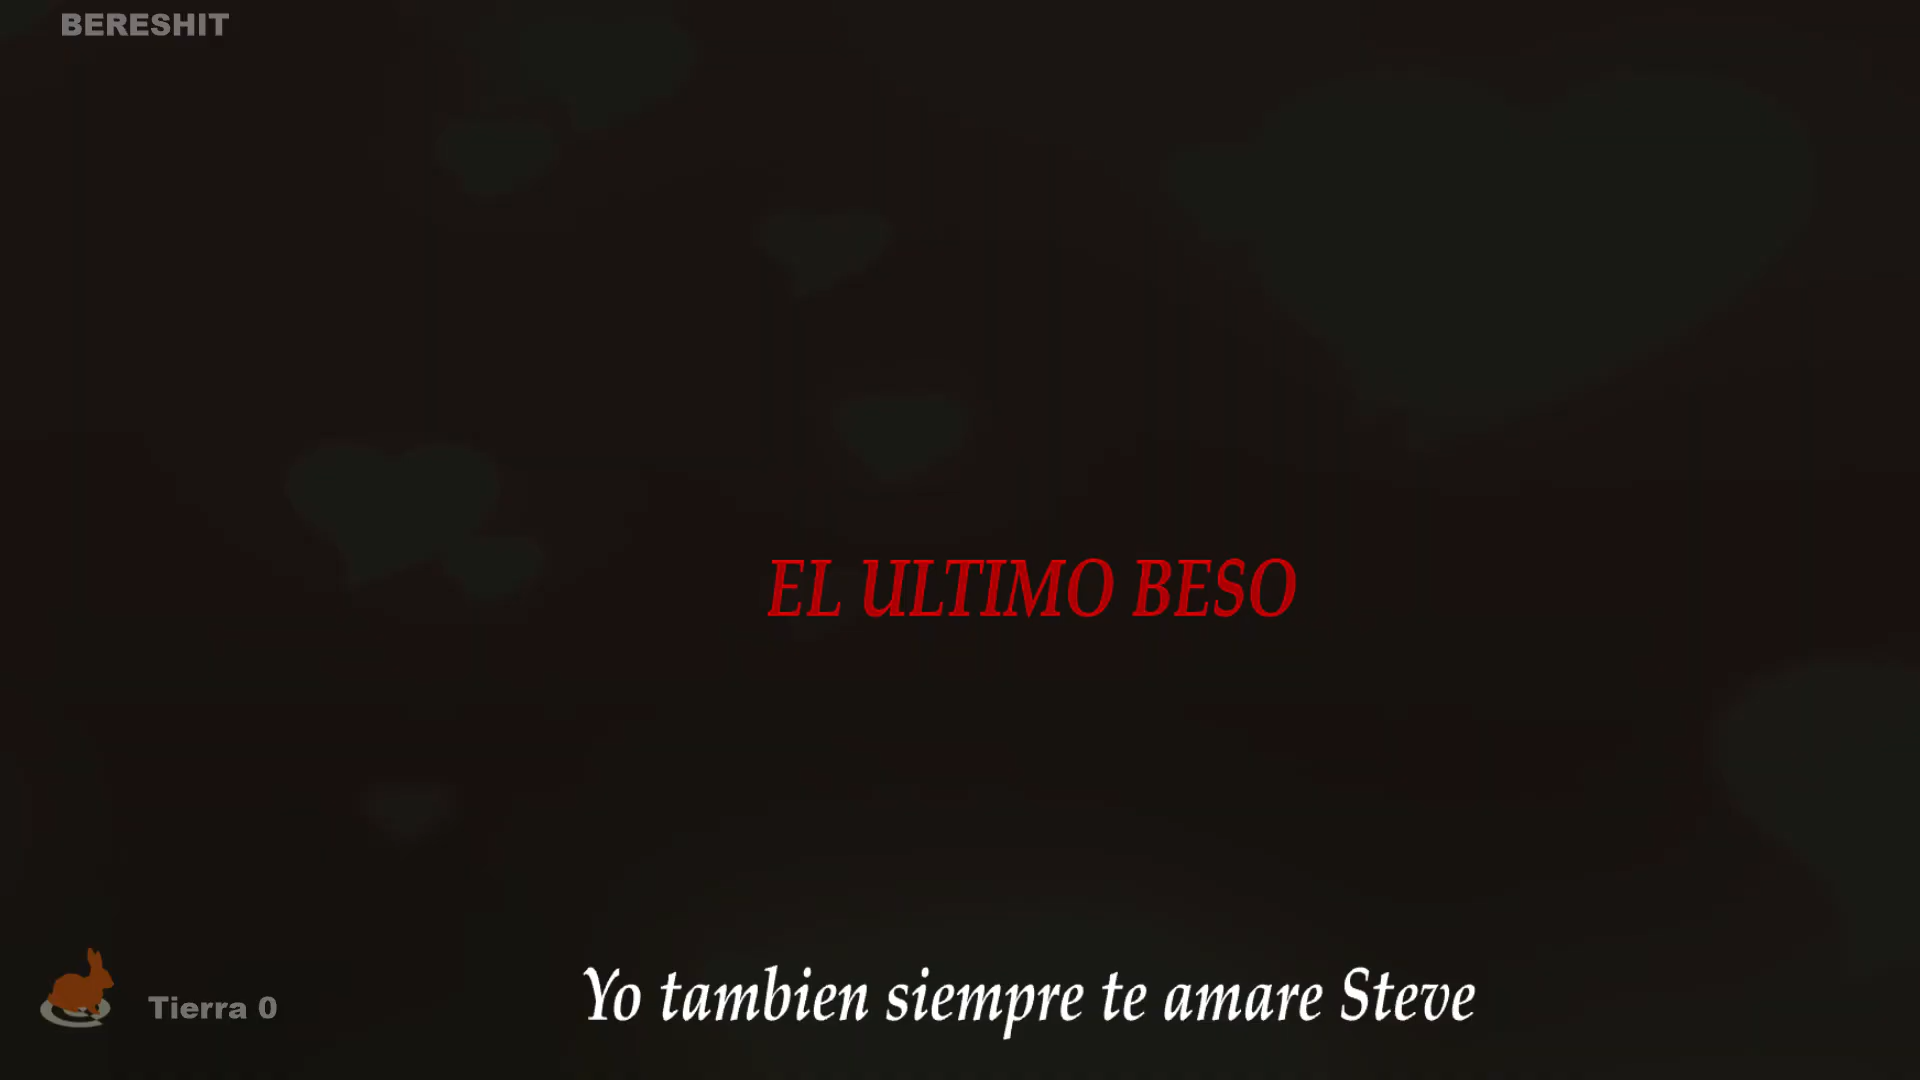 BERESHIT
EL ULTIMO BESO
Yo tambien siempre te amare Steve
Tierra 0